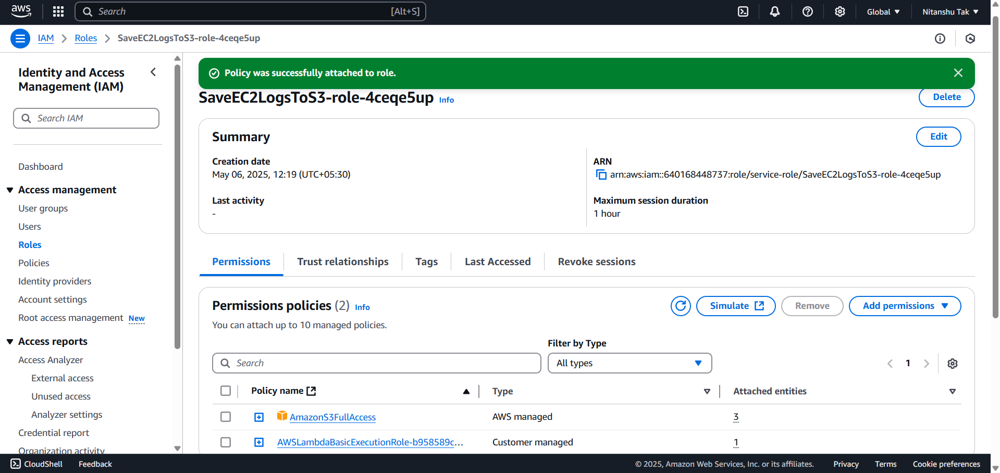 aws
Search [Alt+S]
Global
Nitanshu Tak
IAM
Roles
SaveEC2LogsToS3-role-4ceqe5up
Identity and Access
Management (IAM)
Search IAM
Dashboard
Access management
User groups
Users
Roles
Policies
Identity providers
Account settings
Root access management New
Access reports
Access Analyzer
External access
Unused access
Analyzer settings
Credential report
Organization activity
Policy was successfully attached to role.
SaveEC2LogsToS3-role-4ceqe5up Info
Delete
Summary
Edit
Creation date
May 06, 2025, 12:19 (UTC+05:30)
ARN
arn:aws:iam::640168448737:role/service-role/SaveEC2LogsToS3-role-4ceqe5up
Last activity
-
Maximum session duration
1 hour
Permissions
Trust relationships
Tags
Last Accessed
Revoke sessions
Permissions policies (2) Info
Simulate
Remove
Add permissions
You can attach up to 10 managed policies.
Filter by Type
Search
All types
1
Policy name
Type
Attached entities
AmazonS3FullAccess
AWS managed
3
AWSLambdaBasicExecutionRole-b958589c...
Customer managed
1
CloudShell
Feedback
© 2025, Amazon Web Services, Inc. or its affiliates.
Privacy
Terms
Cookie preferences